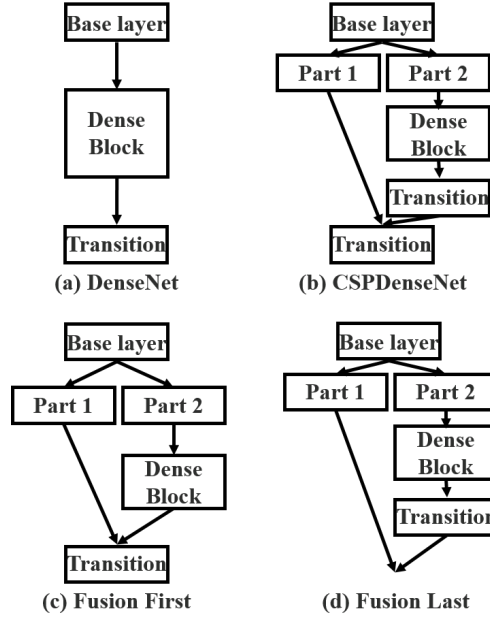 Base layer
Dense
Block
Transition
(a) DenseNet
Base layer
Part 1
Part 2
Dense
Block
Transition
Transition
(b) CSPDenseNet
Base layer
Part 1
Part 2
Dense
Block
Transition
(c) Fusion First
Base layer
Part 1
Part 2
Dense
Block
Transition
(d) Fusion Last